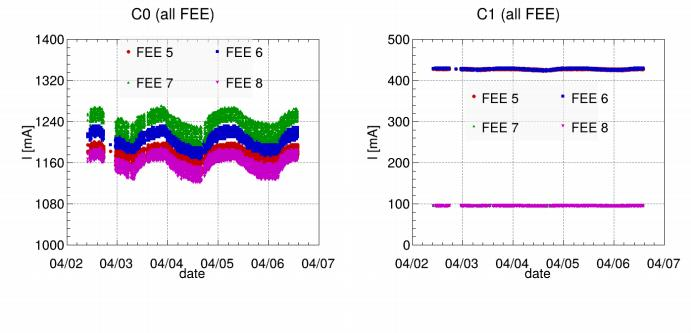 C0 (all FEE)
1400
1320
1240
1160
1080
1000
I [mA]
FEE 5
FEE 6
FEE 7
FEE 8
04/02 04/03 04/04 04/05 04/06 04/07
date
C1 (all FEE)
500
400
300
200
100
0
I [mA]
FEE 5
FEE 6
FEE 7
FEE 8
04/02 04/03 04/04 04/05 04/06 04/07
date